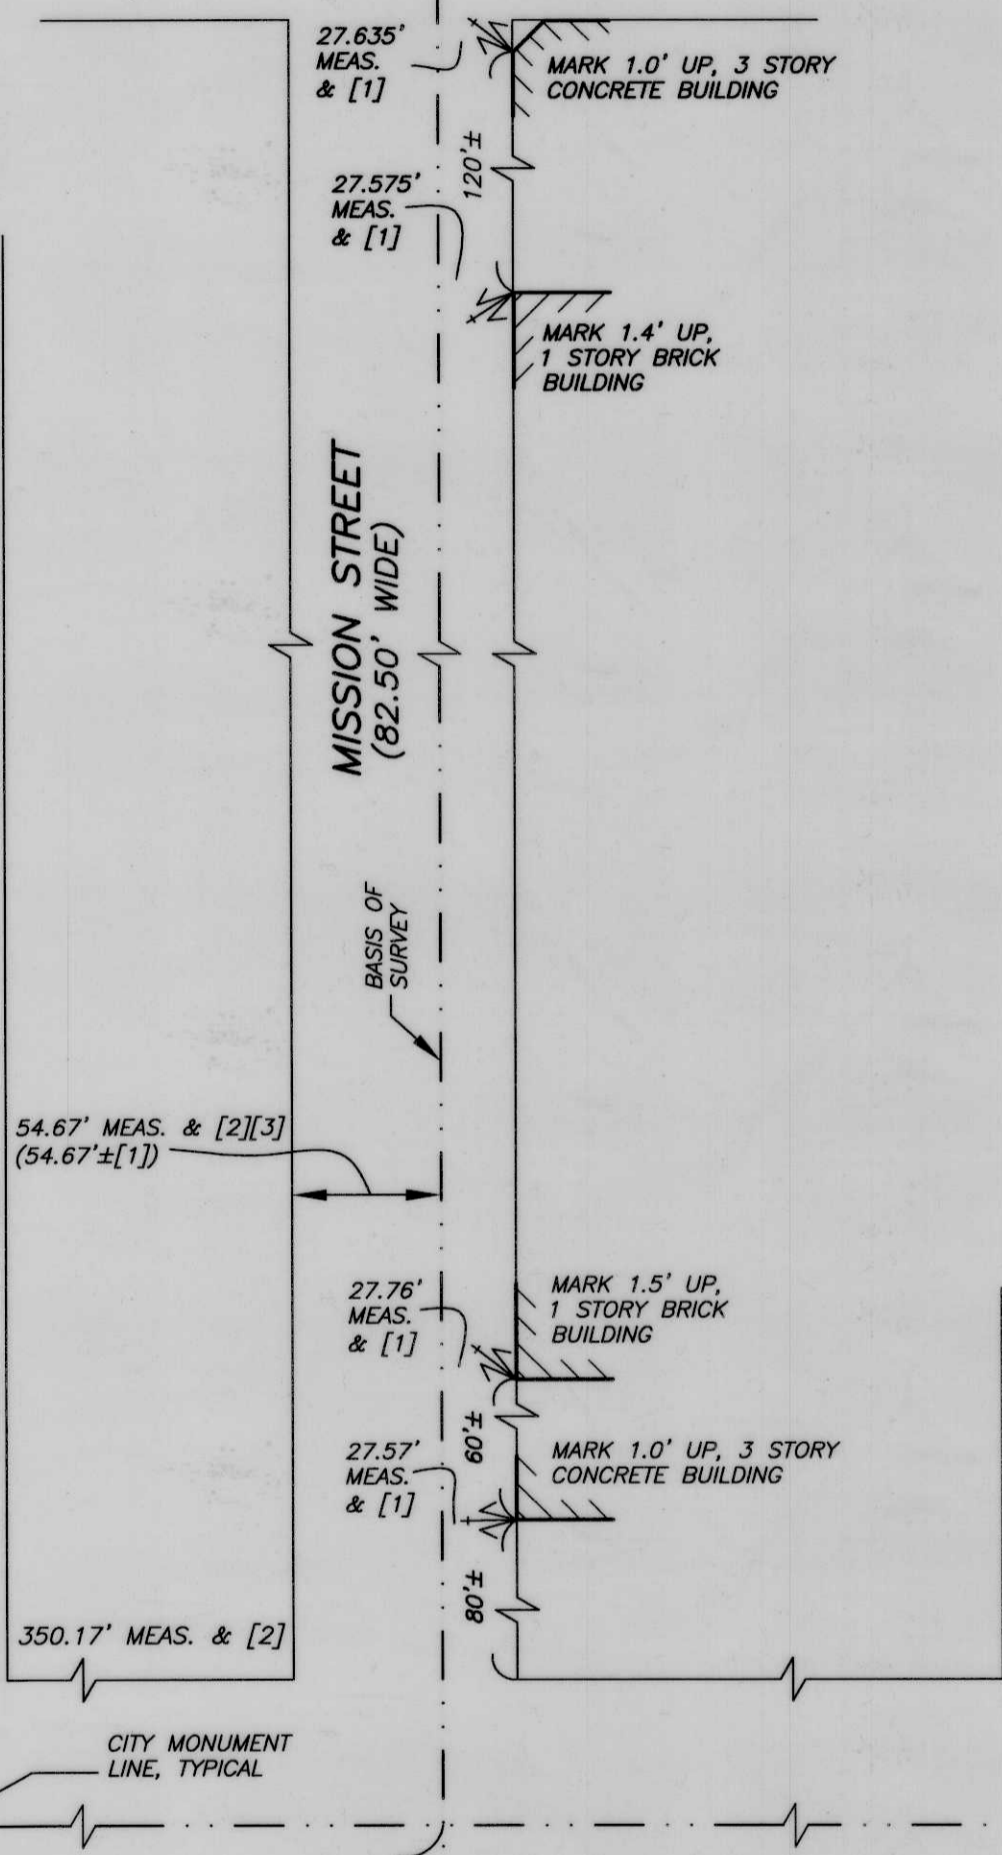 27.635'
MEAS.
& [1]
MARK 1.0' UP, 3 STORY
CONCRETE BUILDING
120'±
27.575'
MEAS.
& [1]
MARK 1.4' UP,
1 STORY BRICK
BUILDING
MISSION STREET
(82.50' WIDE)
BASIS OF
SURVEY
54.67' MEAS. & [2][3]
(54.67'±[1])
27.76'
MEAS.
& [1]
MARK 1.5' UP,
1 STORY BRICK
BUILDING
60'±
27.57'
MEAS.
& [1]
MARK 1.0' UP, 3 STORY
CONCRETE BUILDING
80'±
350.17' MEAS. & [2]
CITY MONUMENT
LINE, TYPICAL